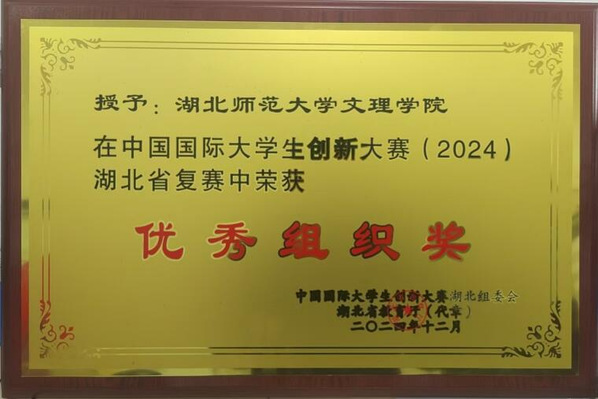 授予：湖北师范大学文理学院
在中国国际大学生创新大赛（2024）
湖北省复赛中荣获
优秀组织奖
中国国际大学生创新大赛湖北组委会
湖北省教育厅（代章）
二〇二四年十二月